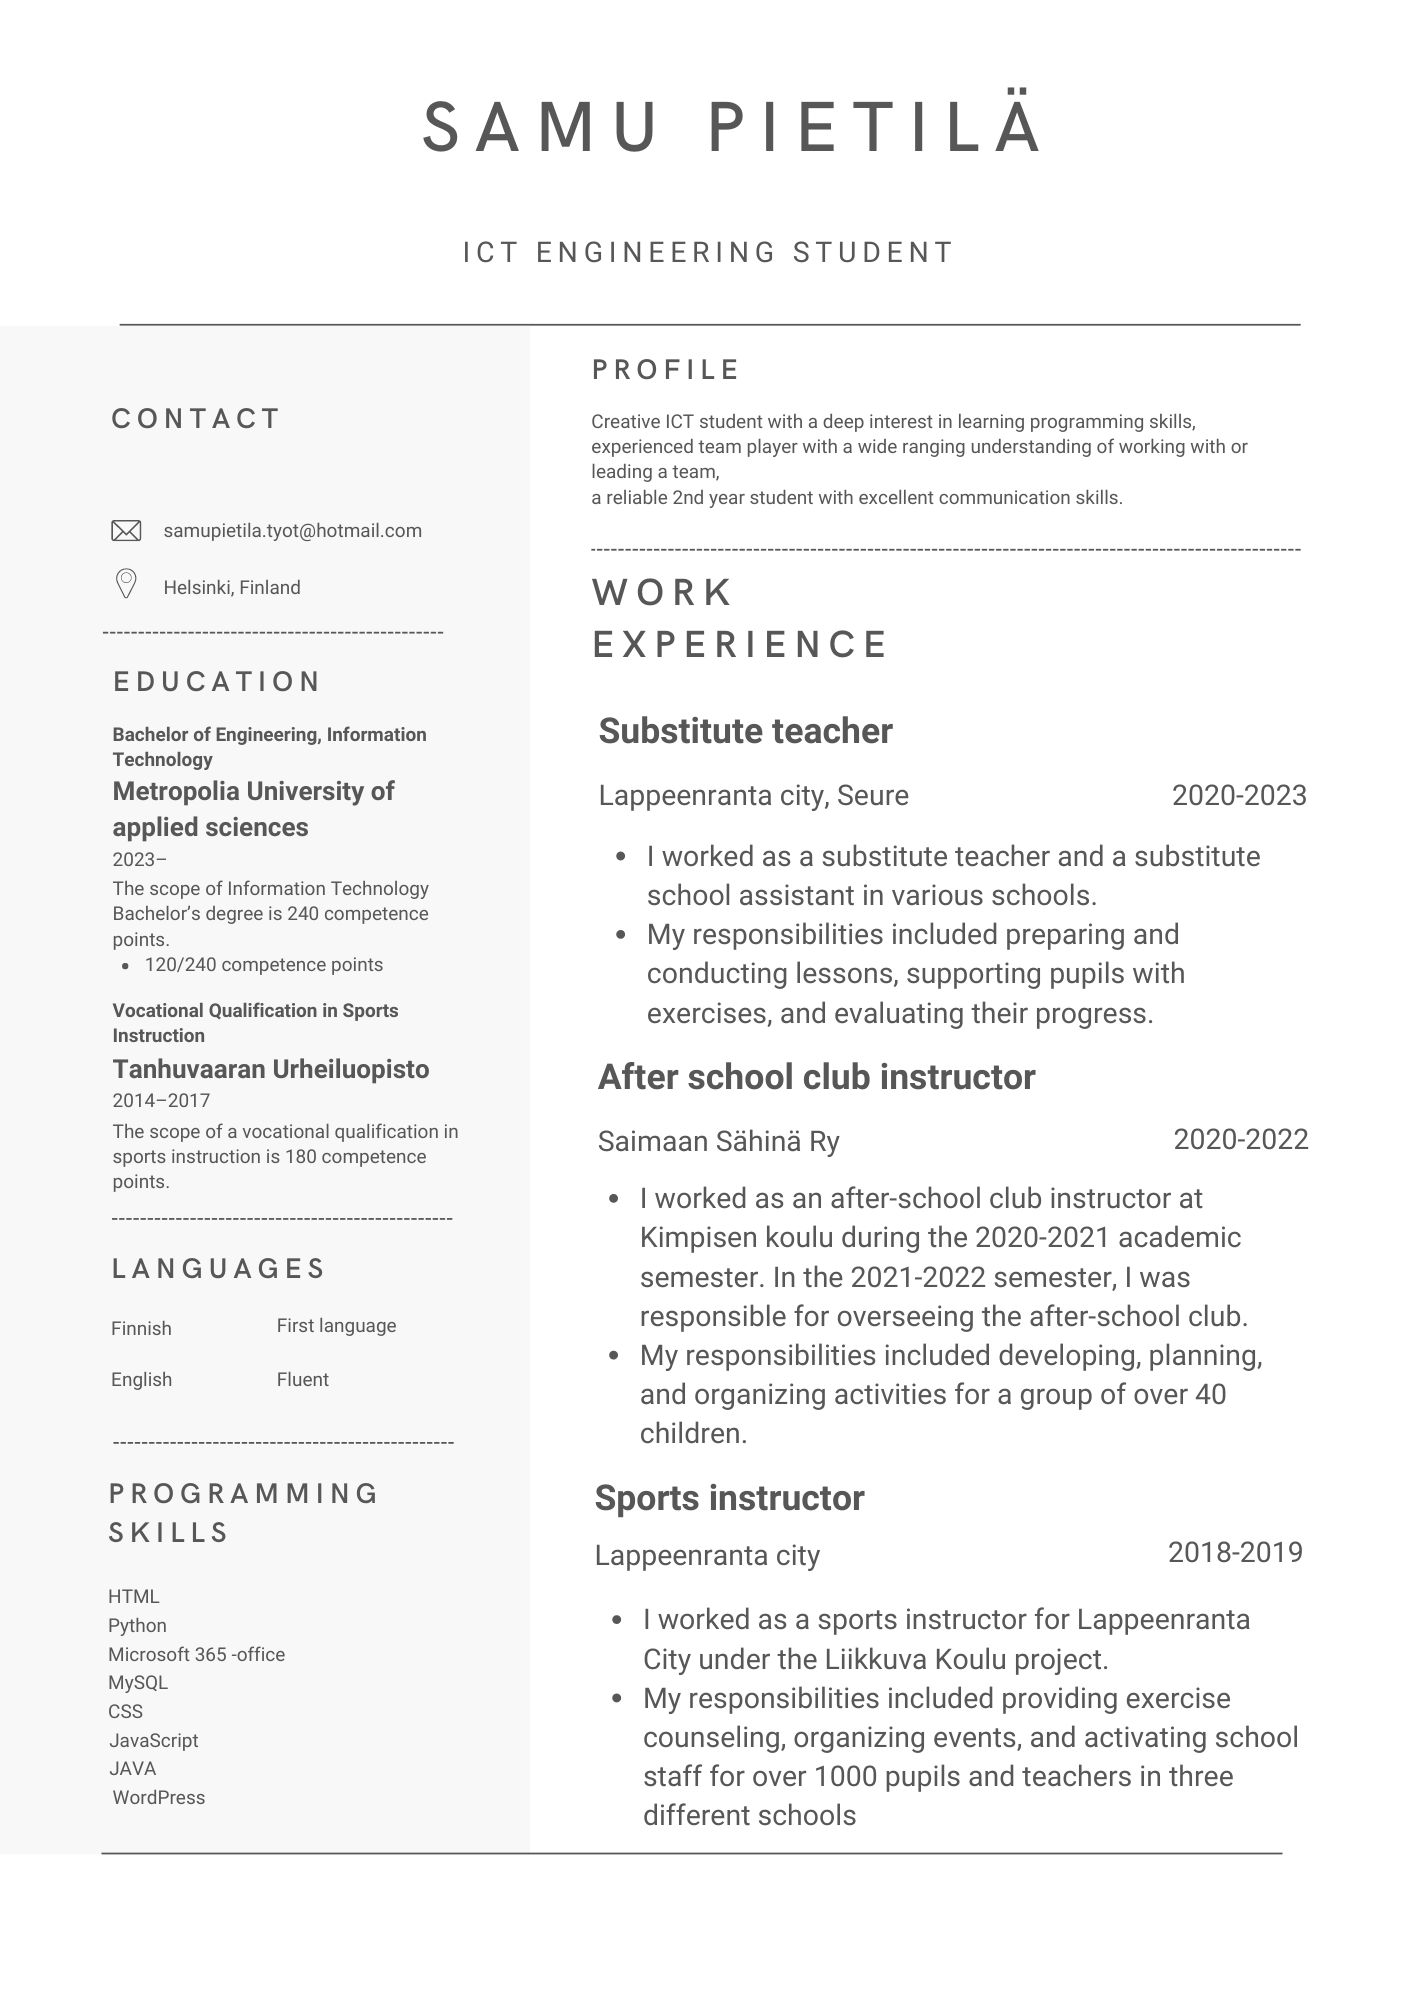 SAMU PIETILÄ
ICT ENGINEERING STUDENT
CONTACT
samupietila.tyot@hotmail.com
Helsinki, Finland
EDUCATION
Bachelor of Engineering, Information
Technology
Metropolia University of
applied sciences
2023–
The scope of Information Technology
Bachelor’s degree is 240 competence
points.
• 120/240 competence points
Vocational Qualification in Sports
Instruction
Tanhuvaaran Urheiluopisto
2014–2017
The scope of a vocational qualification in
sports instruction is 180 competence
points.
LANGUAGES
Finnish First language
English Fluent
PROGRAMMING
SKILLS
HTML
Python
Microsoft 365 -office
MySQL
CSS
JavaScript
JAVA
WordPress
PROFILE
Creative ICT student with a deep interest in learning programming skills,
experienced team player with a wide ranging understanding of working with or
leading a team,
a reliable 2nd year student with excellent communication skills.
WORK
EXPERIENCE
Substitute teacher
Lappeenranta city, Seure 2020-2023
• I worked as a substitute teacher and a substitute
school assistant in various schools.
• My responsibilities included preparing and
conducting lessons, supporting pupils with
exercises, and evaluating their progress.
After school club instructor
Saimaan Sähinä Ry 2020-2022
• I worked as an after-school club instructor at
Kimpisen koulu during the 2020-2021 academic
semester. In the 2021-2022 semester, I was
responsible for overseeing the after-school club.
• My responsibilities included developing, planning,
and organizing activities for a group of over 40
children.
Sports instructor
Lappeenranta city 2018-2019
• I worked as a sports instructor for Lappeenranta
City under the Liikkuva Koulu project.
• My responsibilities included providing exercise
counseling, organizing events, and activating school
staff for over 1000 pupils and teachers in three
different schools